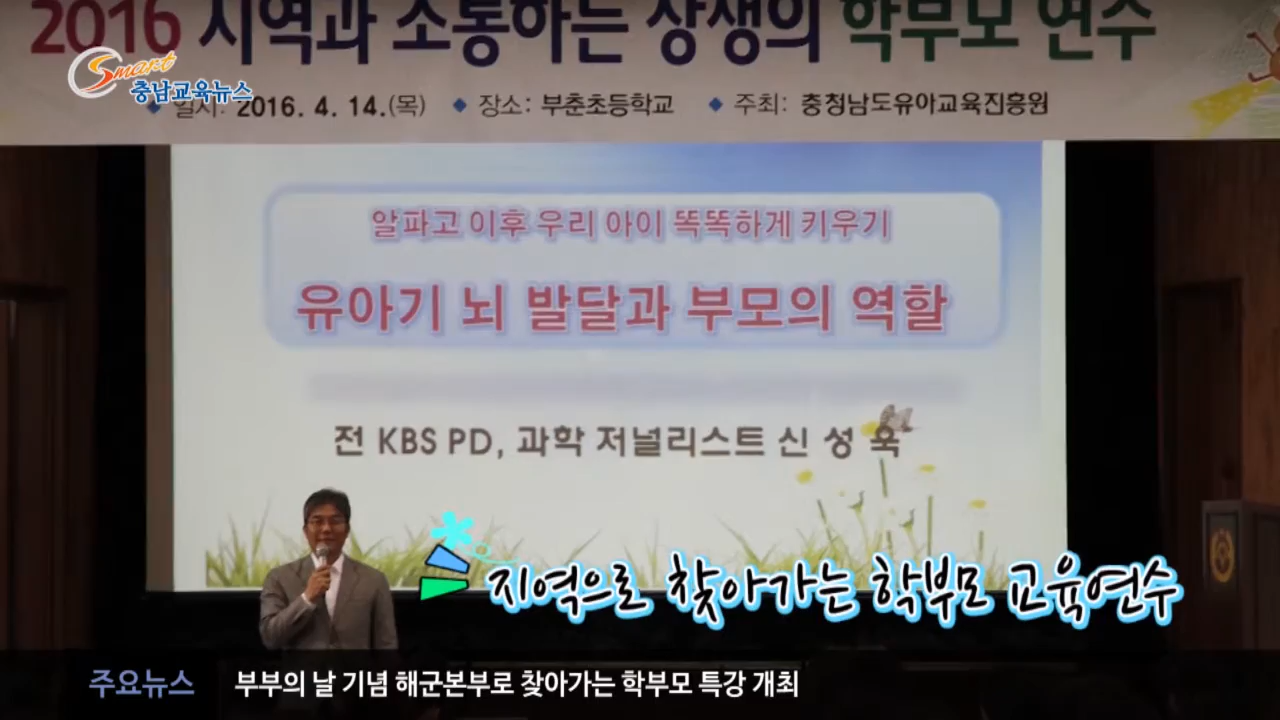 2016 지역과 소통하는 상생의 학부모 연수
Smart
충남교육뉴스
◆ 일시: 2016. 4. 14.(목) ◆ 장소: 부춘초등학교 ◆ 주최: 충청남도유아교육진흥원
알파고 이후 우리 아이 똑똑하게 키우기
유아기 뇌 발달과 부모의 역할
전 KBS PD, 과학 저널리스트 신 성 욱
지역으로 찾아가는 학부모 교육연수
주요뉴스 부부의 날 기념 해군본부로 찾아가는 학부모 특강 개최